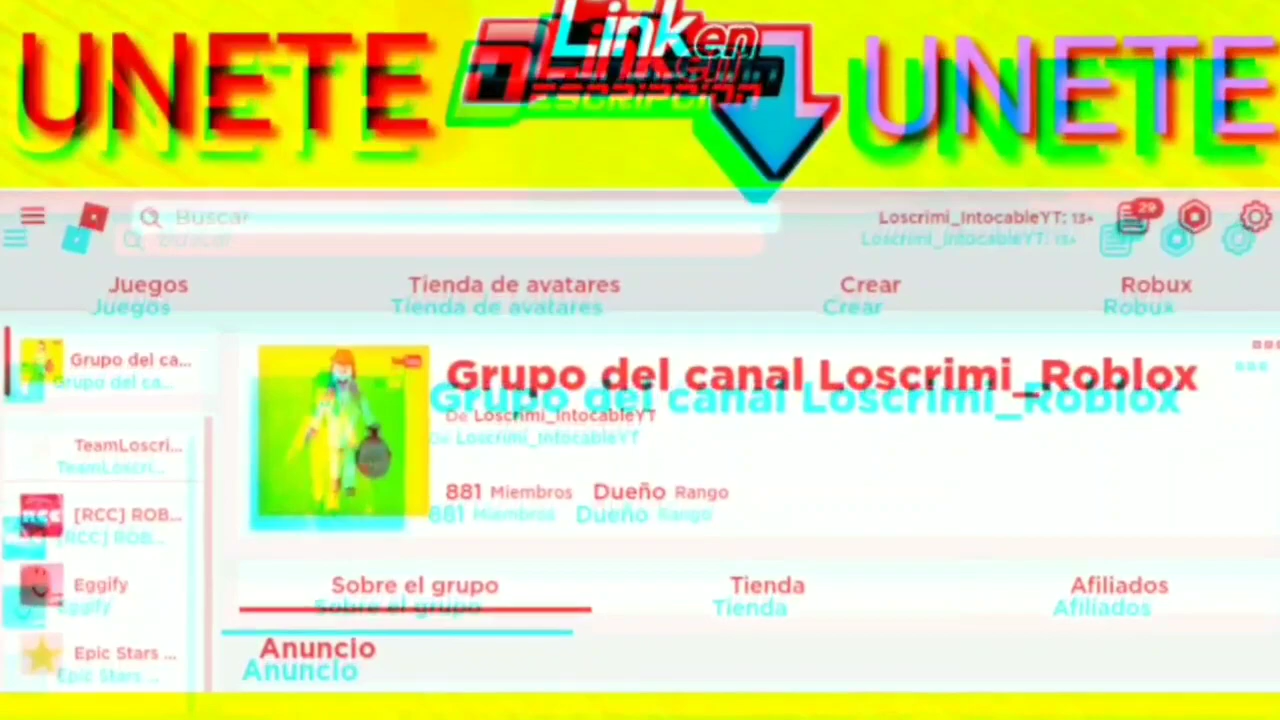 UNETE
Link en
UNETE
Buscar
Loscrimi_IntocableYT: 13+
29
Juegos
Tienda de avatares
Crear
Robux
Grupo del ca...
TeamLoscri...
[RCC] ROB...
Eggify
Epic Stars ...
Grupo del canal Loscrimi_Roblox
De Loscrimi_IntocableYT
881 Miembros Dueño Rango
Sobre el grupo
Tienda
Afiliados
Anuncio